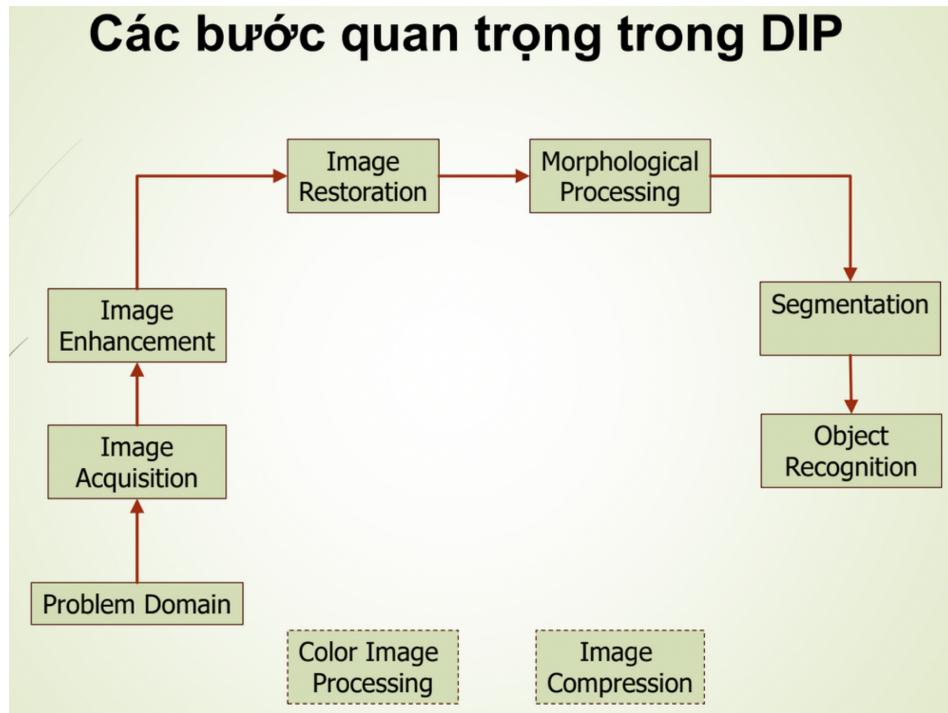 Các bước quan trọng trong DIP
Image
Restoration
Morphological
Processing
Image
Enhancement
Segmentation
Image
Acquisition
Object
Recognition
Problem Domain
Color Image
Processing
Image
Compression